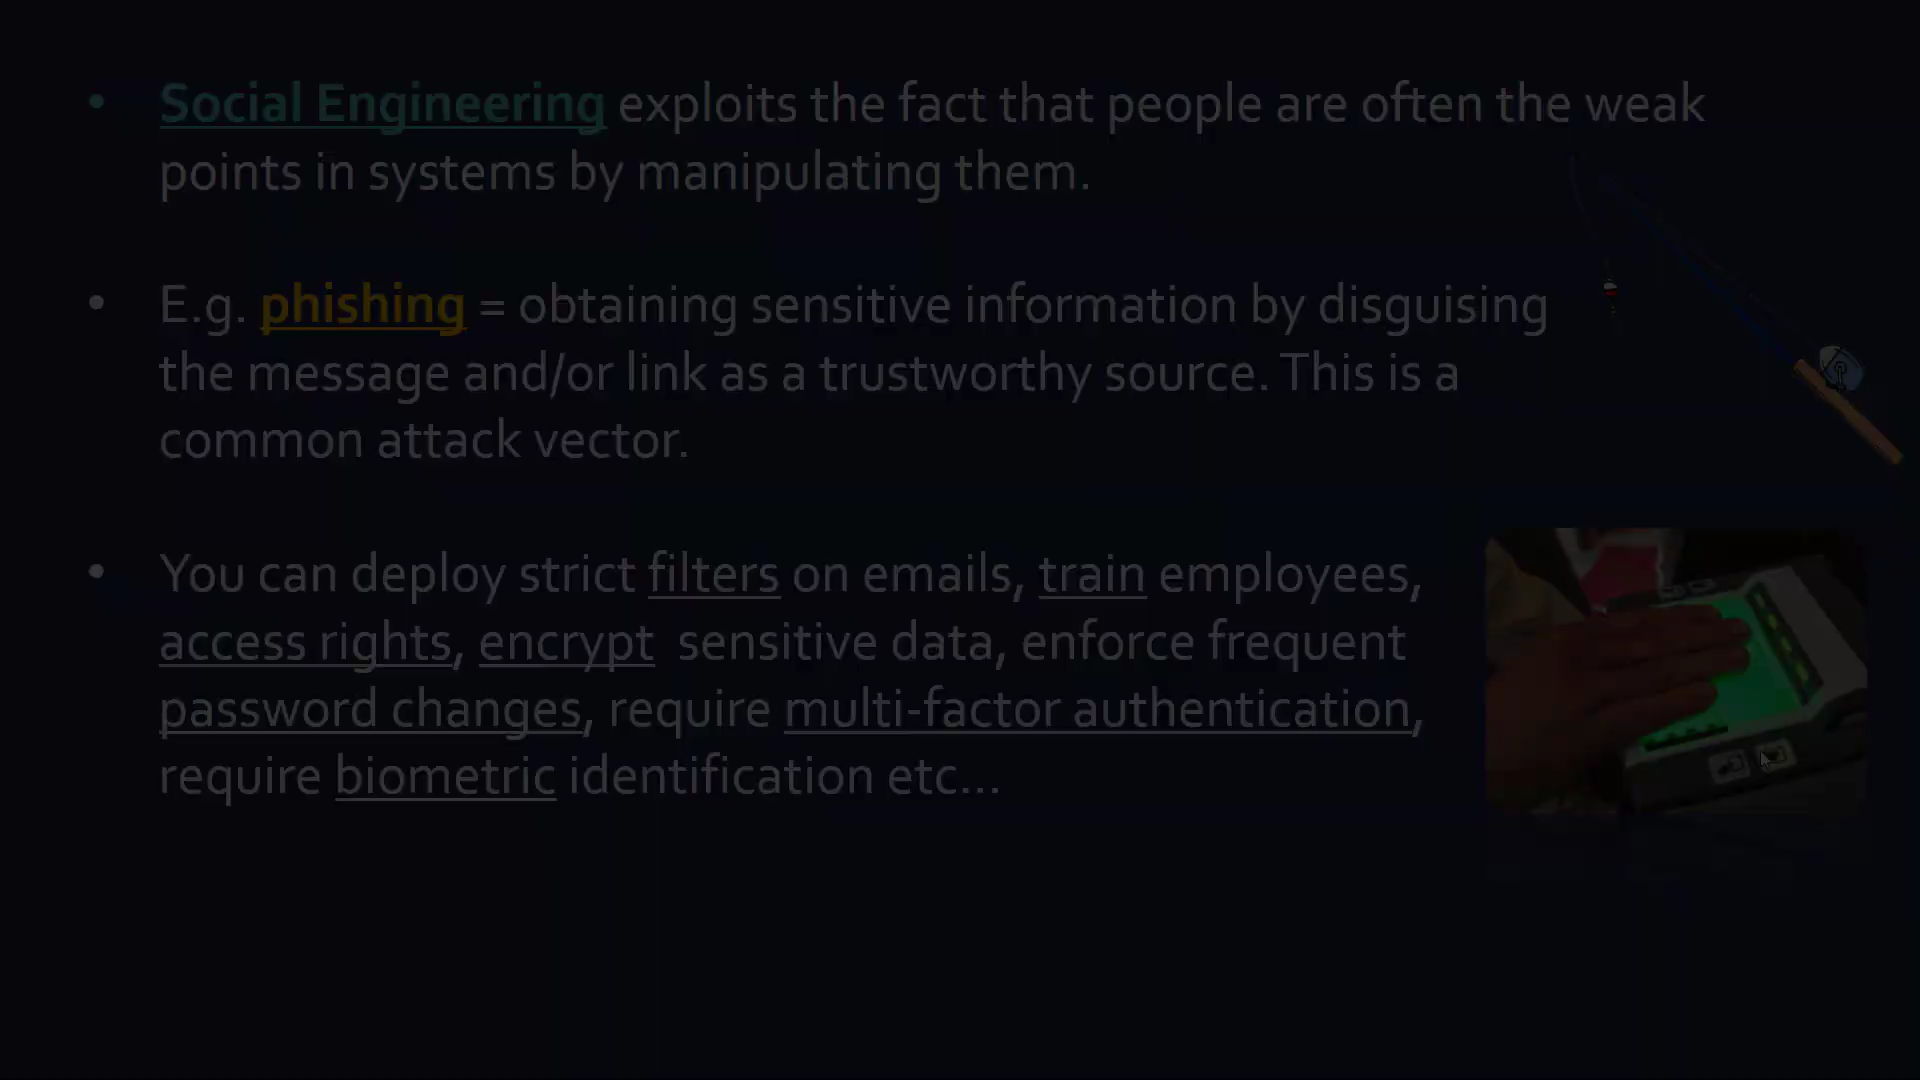 • Social Engineering exploits the fact that people are often the weak
points in systems by manipulating them.
• E.g. phishing = obtaining sensitive information by disguising
the message and/or link as a trustworthy source. This is a
common attack vector.
• You can deploy strict filters on emails, train employees,
access rights, encrypt sensitive data, enforce frequent
password changes, require multi-factor authentication,
require biometric identification etc...